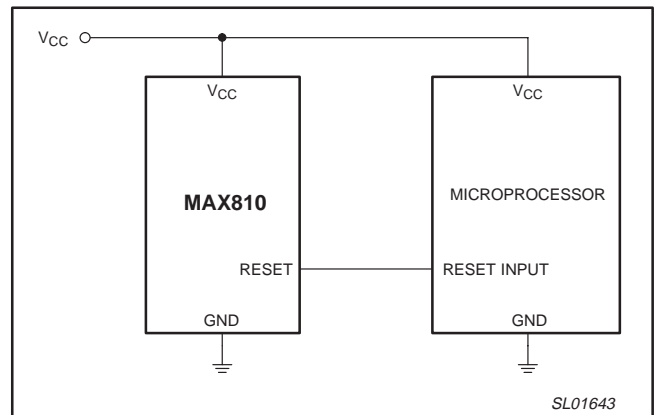 VCC
VCC
VCC
MAX810
MICROPROCESSOR
RESET
RESET INPUT
GND
GND
SL01643